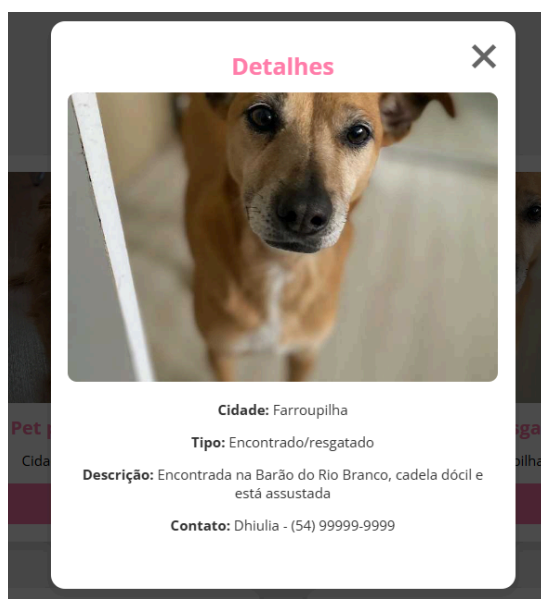 Detalhes
Cidade: Farroupilha
Tipo: Encontrado/resgatado
Descrição: Encontrada na Barão do Rio Branco, cadela dócil e
está assustada
Contato: Dhiulia - (54) 99999-9999
Pet